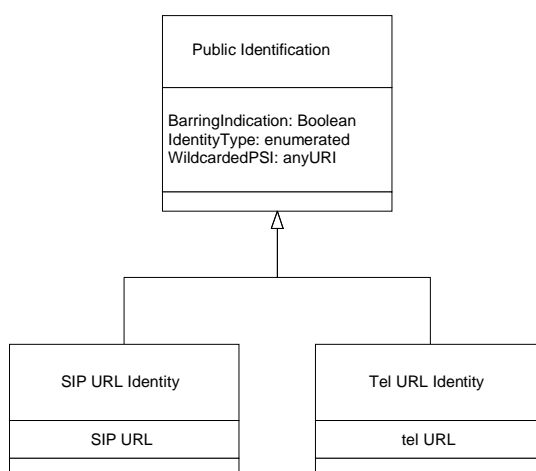 Public Identification
BarringIndication: Boolean
IdentityType: enumerated
WildcardedPSI: anyURI
SIP URL Identity
SIP URL
Tel URL Identity
tel URL